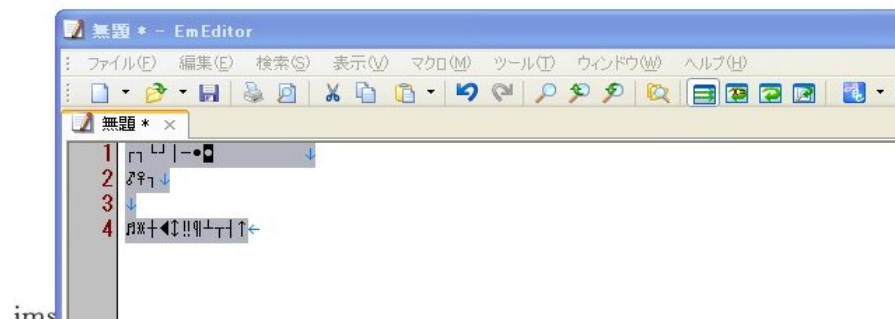 無題 * - EmEditor
ファイル(F) 編集(E) 検索(S) 表示(V) マクロ(M) ツール(T) ウィンドウ(W) ヘルプ(H)
無題 *
1 ┌┐└┘│─•◘ ↓
2 ♂♀┐↓
3 ↓
4 ♬※┼◀↕‼¶┴┬┤↑←
ims